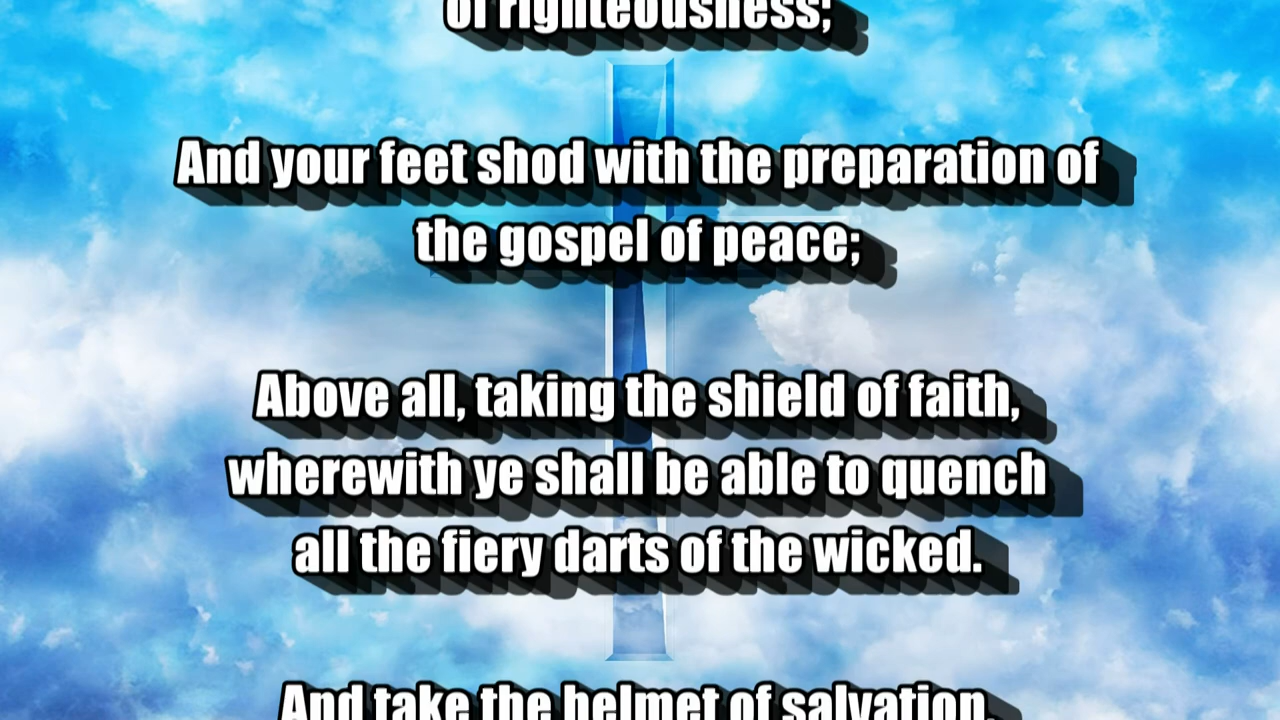 of righteousness;
And your feet shod with the preparation of
the gospel of peace;
Above all, taking the shield of faith,
wherewith ye shall be able to quench
all the fiery darts of the wicked.
And take the helmet of salvation,